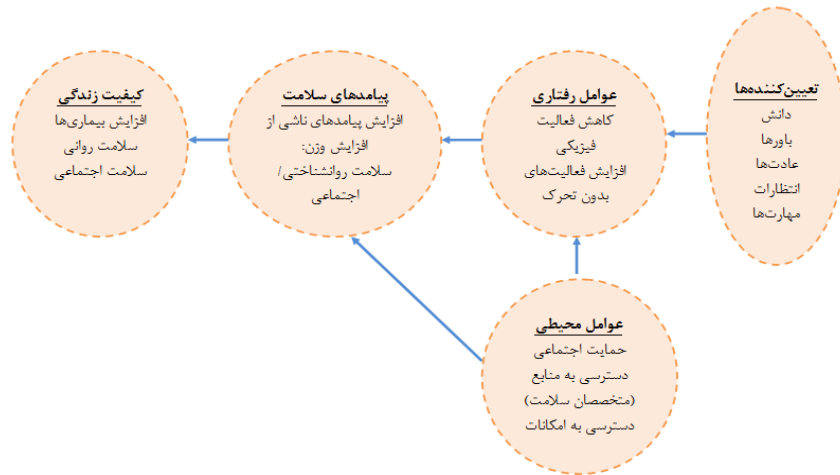 تعیین‌کننده‌ها
دانش
باورها
عادت‌ها
انتظارات
مهارت‌ها
عوامل رفتاری
کاهش فعالیت
فیزیکی
افزایش فعالیت‌های
بدون تحرک
پیامدهای سلامت
افزایش پیامدهای ناشی از
افزایش وزن:
سلامت روانشناختی/
اجتماعی
کیفیت زندگی
افزایش بیماری‌ها
سلامت روانی
سلامت اجتماعی
عوامل محیطی
حمایت اجتماعی
دسترسی به منابع
(متخصصان سلامت)
دسترسی به امکانات